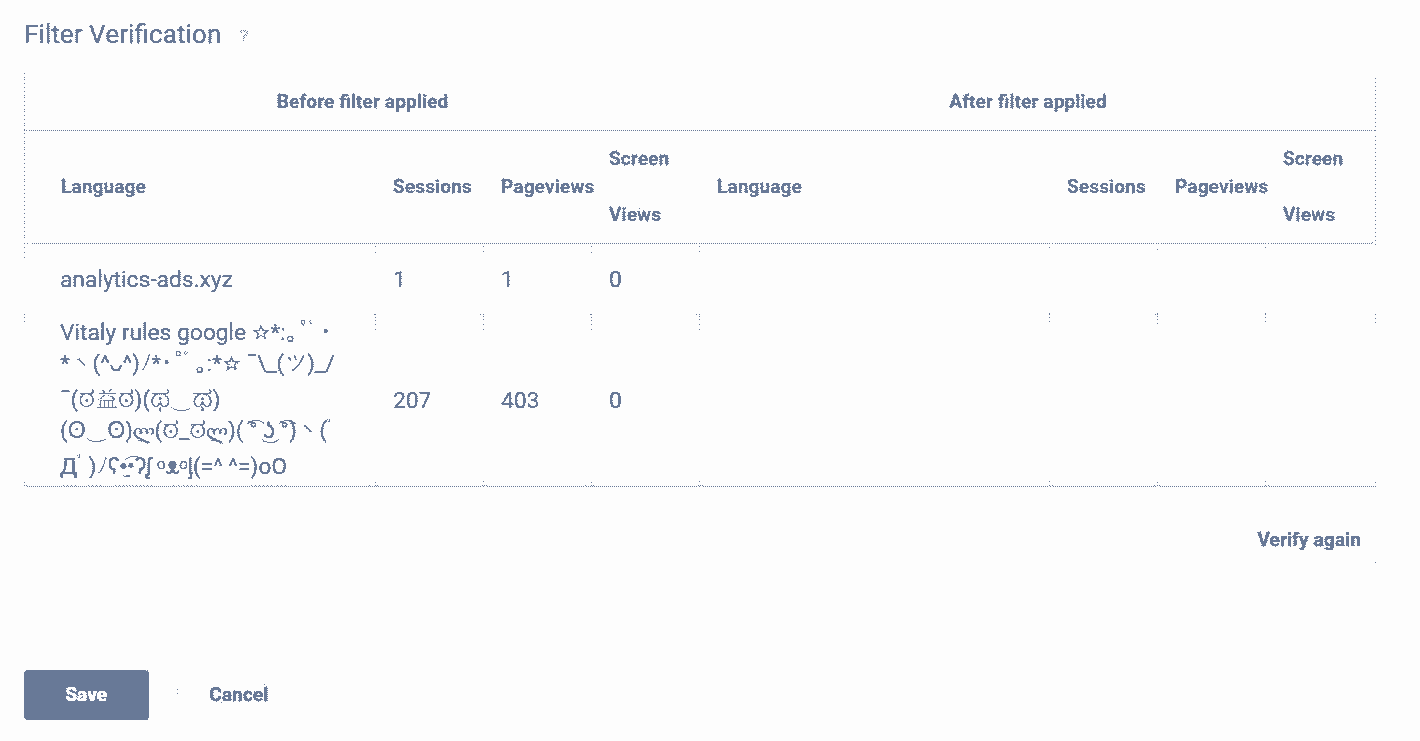 Filter Verification ?
Before filter applied After filter applied
Language Sessions Pageviews Screen Views Language Sessions Pageviews Screen Views
analytics-ads.xyz 1 1 0
Vitaly rules google ☆*:｡゜゚・
*ヽ(^ᴗ^)/*・゜゚｡:*☆ ¯\_(ツ)_/
¯(ಠ益ಠ)(ಥ‿ಥ) 207 403 0
(ʘ‿ʘ)ლ(ಠ_ಠლ)( ͡° ͜ʖ ͡°)ヽ(ﾟ
Дﾟ)ﾉʕ•̫͡•ʔᶘ ᵒᴥᵒᶅ(=^ ^=)oO
Verify again
Save Cancel